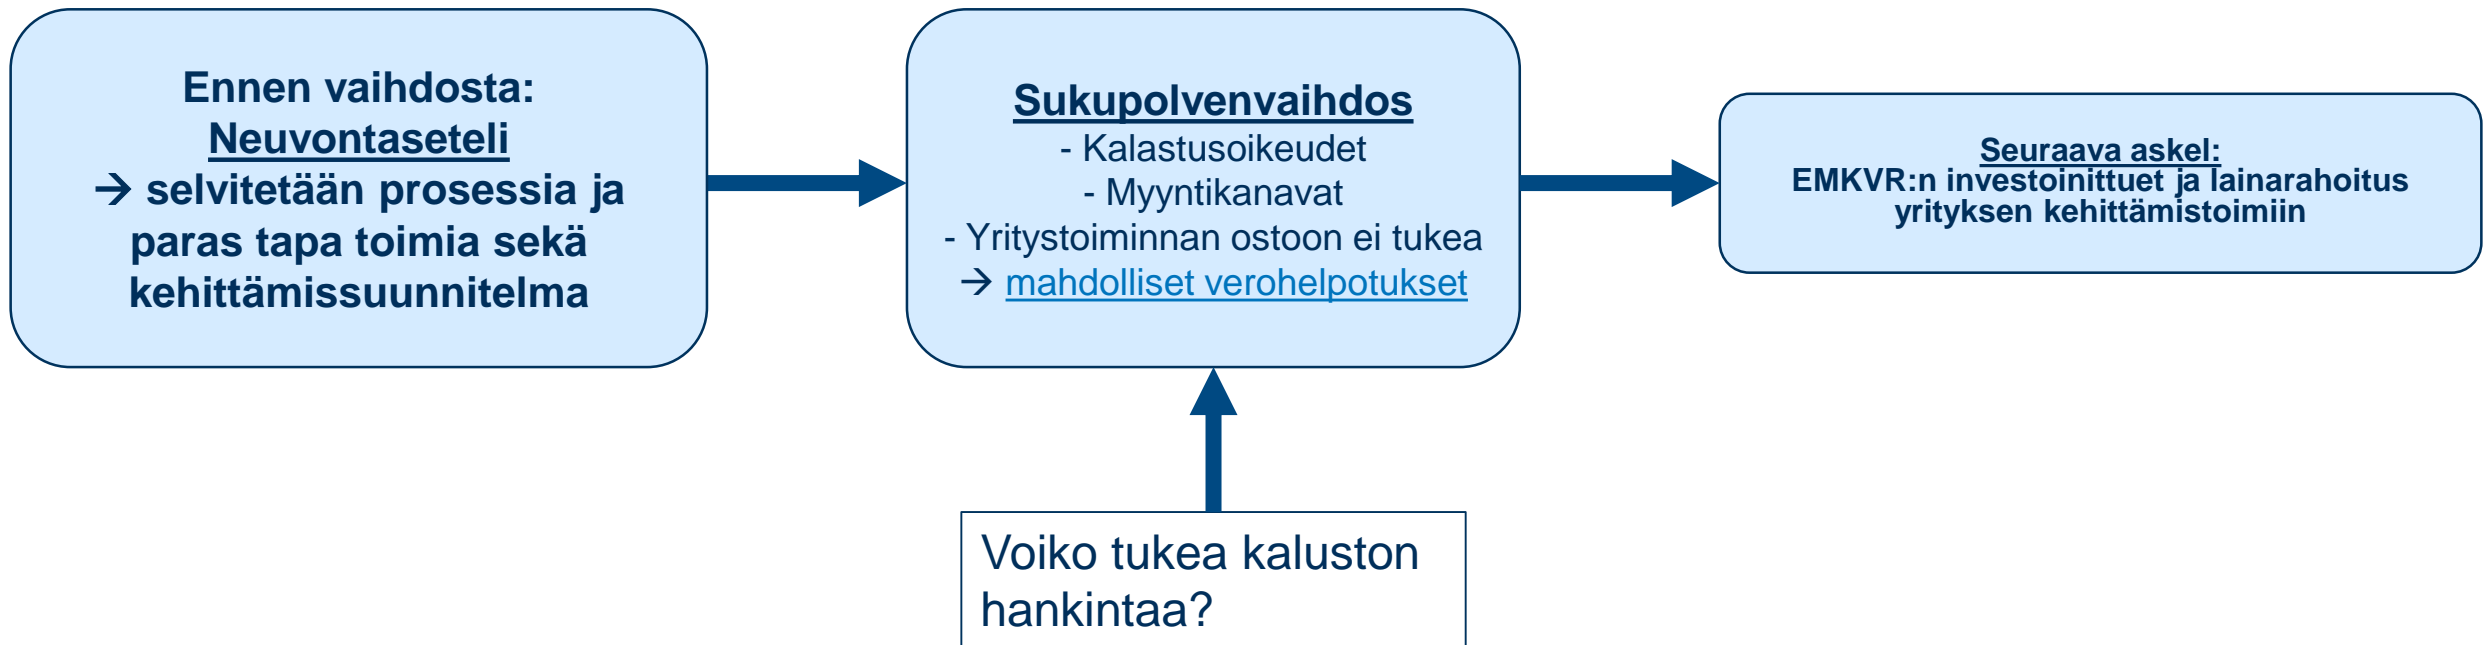 Ennen vaihdosta:
Neuvontaseteli
→ selvitetään prosessia ja
paras tapa toimia sekä
kehittämissuunnitelma
Sukupolvenvaihdos
- Kalastusoikeudet
- Myyntikanavat
- Yritystoiminnan ostoon ei tukea
→ mahdolliset verohelpotukset
Seuraava askel:
EMKVR:n investoinittuet ja lainarahoitus
yrityksen kehittämistoimiin
Voiko tukea kaluston
hankintaa?